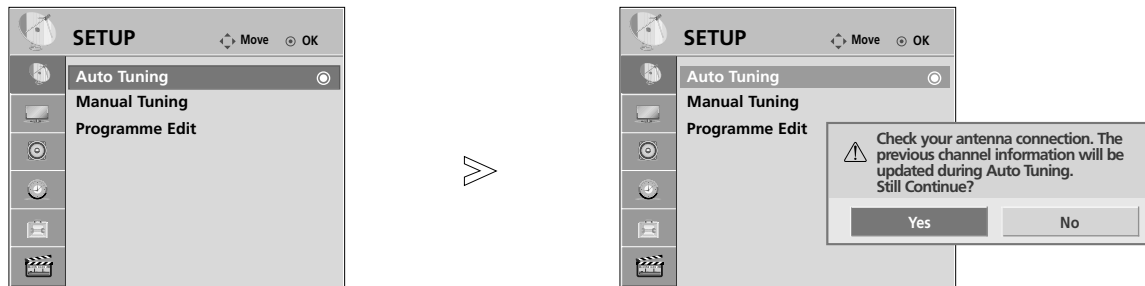 SETUP
Move
OK
Auto Tuning
Manual Tuning
Programme Edit
SETUP
Move
OK
Auto Tuning
Manual Tuning
Programme Edit
Check your antenna connection. The
previous channel information will be
updated during Auto Tuning.
Still Continue?
Yes
No